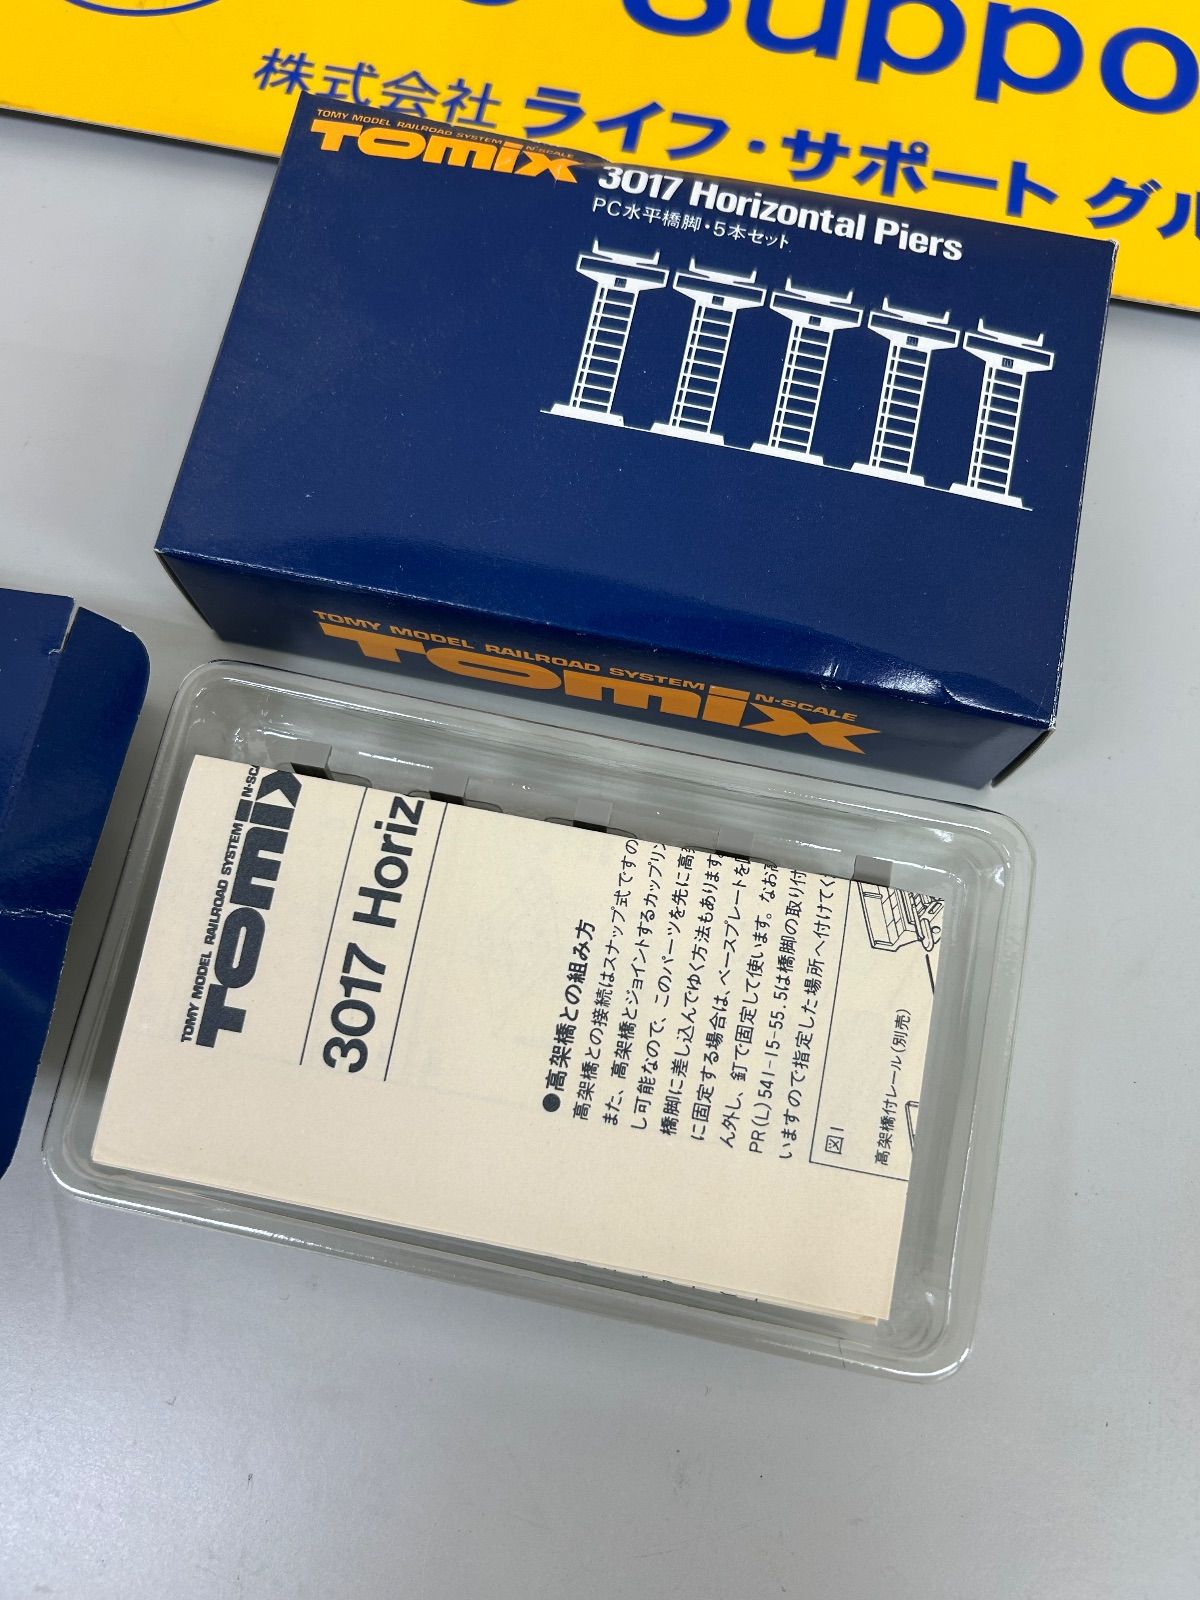 Suppo
株式会社 ライフ・サポート グル
TOMY MODEL RAILROAD SYSTEM N-SCALE
TOMIX
3017 Horizontal Piers
PC水平橋脚・5本セット
TOMY MODEL RAILROAD SYSTEM N-SCALE
TOMIX
TOMY MODEL RAILROAD SYSTEM N-SCA
TOMIX
3017 Horiz
●高架橋との組み方
高架橋との接続はスナップ式ですの
また、高架橋とジョイントするカップリン
し可能なので、このパーツを先に高架
橋脚に差し込んでゆく方法もあります。
に固定する場合は、ベースプレートを
ん外し、釘で固定して使います。なお
PR(L)541-15-55.5は橋脚の取り付
いますので指定した場所へ付けてく
図1
高架橋付レール(別売)